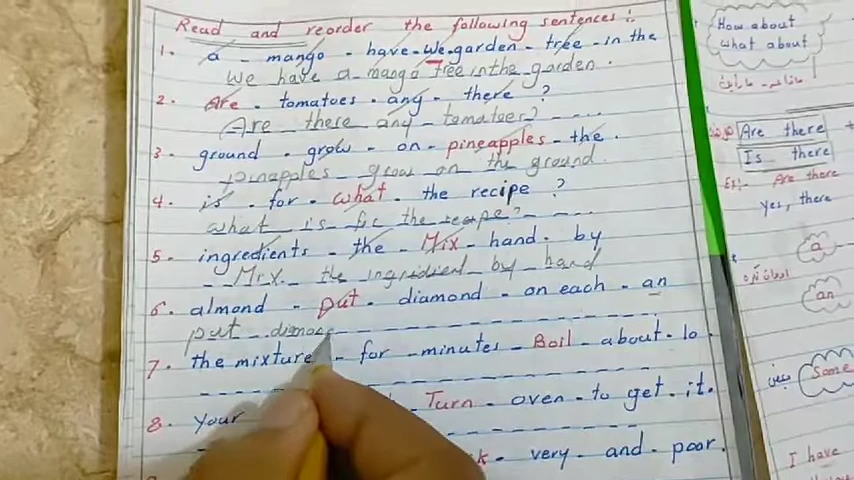 Read and reorder the following sentences :
1. a - mango - have - we - garden - tree - in the
We have a mango tree in the garden .
2. Are - tomatoes - any - there ?
Are there any tomatoes ?
3. ground - grow - on - pineapples - the .
pinapples grow on the ground
4. is - for - what - the recipe ?
what is for the recepe ?
5. ingredients - the - Mix - hand - by
Mix the ingridient by hand
6. almond - put - diamond - on each - an
put
7. the mixture - for - minutes - Boil - about - 10
8. your Turn - oven - to get - it .
very - and - poor .
How about
What about
Are there
Is there
Are there
Yes, there
a
an
Some
I have